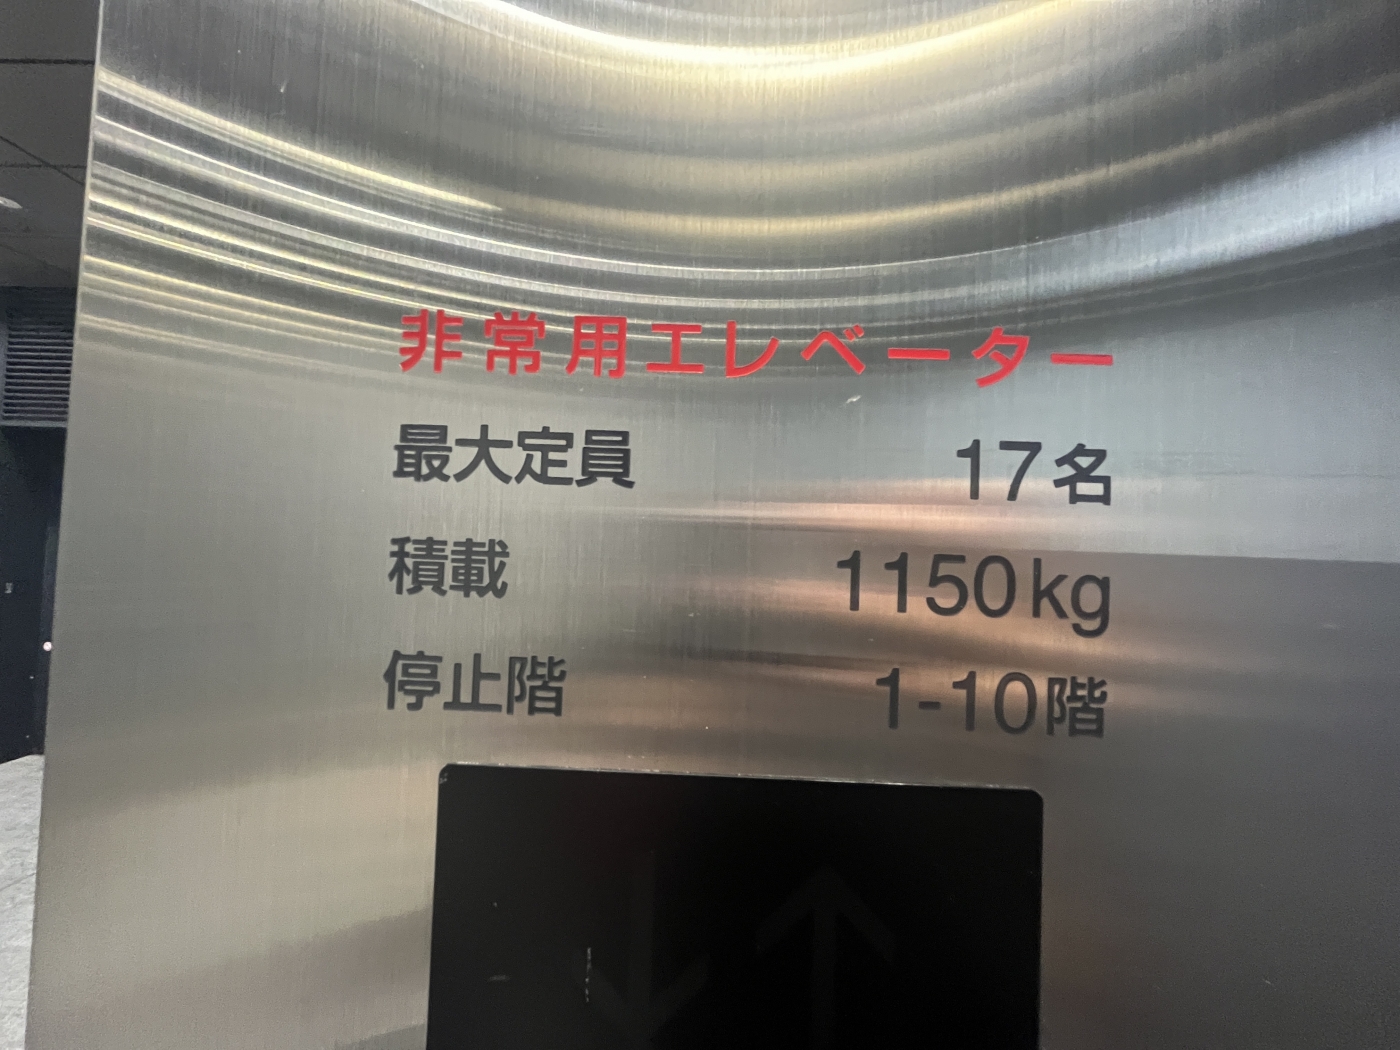 非常用エレベーター
最大定員 17名
積載 1150kg
停止階 1-10階